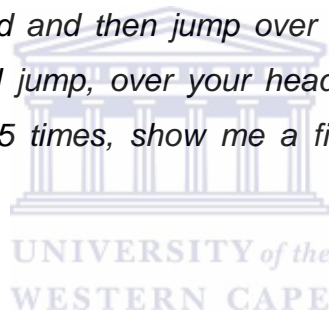 d and then jump over
l jump, over your head
5 times, show me a fi
UNIVERSITY of the
WESTERN CAPE